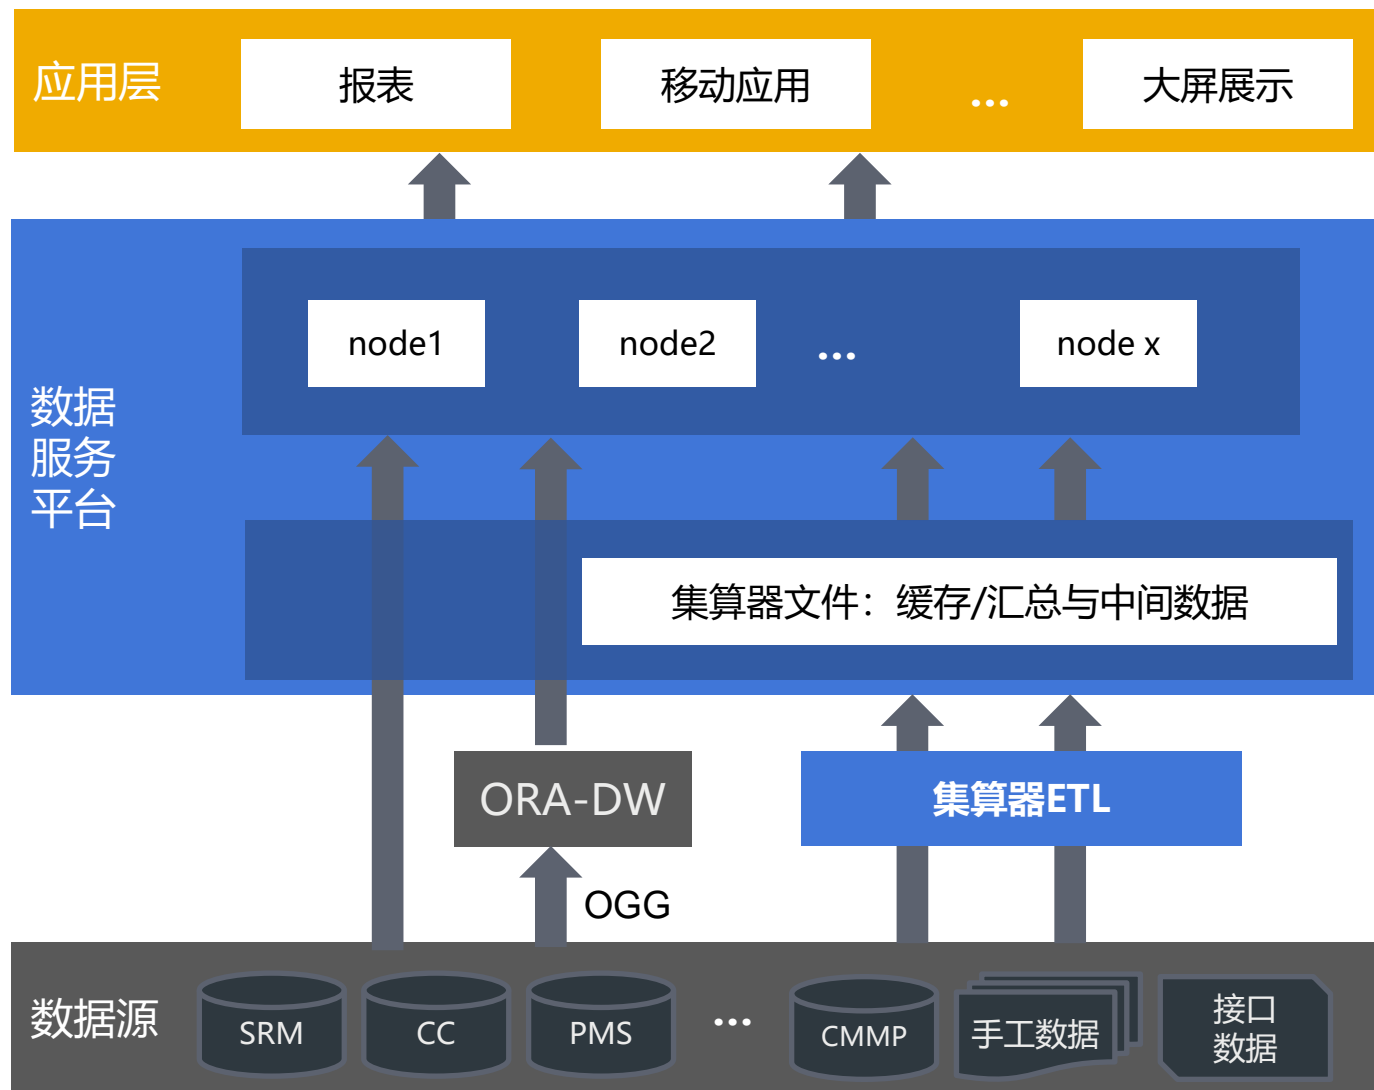 应用层
报表
移动应用
...
大屏展示
node1
node2
...
node x
数据
服务
平台
集算器文件：缓存/汇总与中间数据
ORA-DW
集算器ETL
OGG
数据源
SRM
CC
PMS
...
CMMP
手工数据
接口
数据